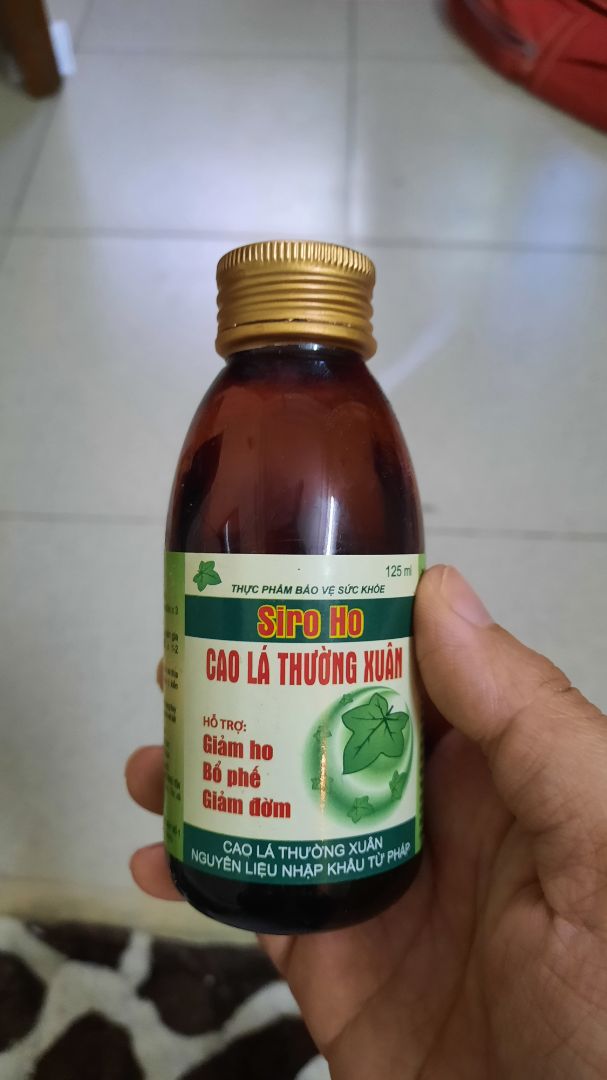 125 ml
THỰC PHẨM BẢO VỆ SỨC KHỎE
Siro Ho
CAO LÁ THƯỜNG XUÂN
HỖ TRỢ:
Giảm ho
Bổ phế
Giảm đờm
CAO LÁ THƯỜNG XUÂN
NGUYÊN LIỆU NHẬP KHẨU TỪ PHÁP